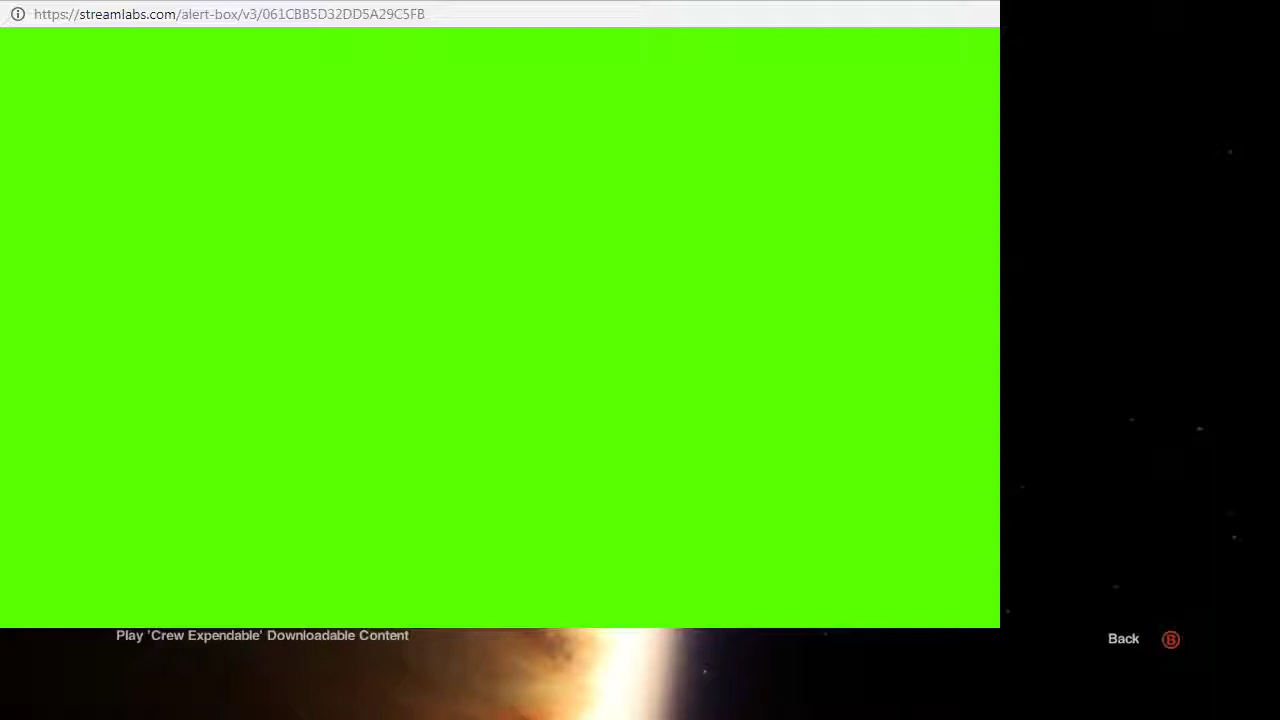 https://streamlabs.com/alert-box/v3/061CBB5D32DD5A29C5FB
Play 'Crew Expendable' Downloadable Content
Back B